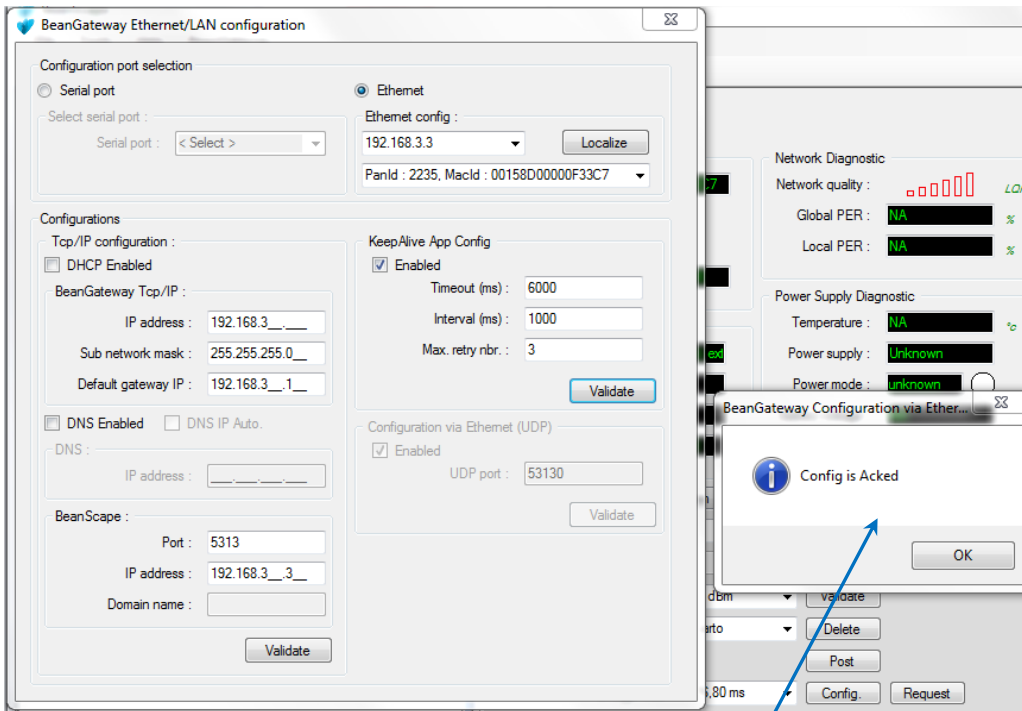 BeanGateway Ethernet/LAN configuration
Configuration port selection
Serial port
Ethernet
Select serial port :
Serial port : < Select >
Ethernet config :
192.168.3.3
Localize
PanId : 2235, MacId : 00158D00000F33C7
Configurations
Tcp/IP configuration :
DHCP Enabled
BeanGateway Tcp/IP :
IP address : 192.168.3__.___
Sub network mask : 255.255.255.0__
Default gateway IP : 192.168.3__.1__
DNS Enabled
DNS IP Auto.
DNS :
IP address : ___.___.___.___
BeanScape :
Port : 5313
IP address : 192.168.3__.3__
Domain name :
Validate
KeepAlive App Config
Enabled
Timeout (ms) : 6000
Interval (ms) : 1000
Max. retry nbr. : 3
Validate
Configuration via Ethernet (UDP)
Enabled
UDP port : 53130
Validate
C7
Network Diagnostic
Network quality :
Global PER : NA %
Local PER : NA %
Power Supply Diagnostic
Temperature : NA °c
Power supply : Unknown
Power mode : unknown
ext
BeanGateway Configuration via Ether...
Config is Acked
OK
dBm
Validate
arto
Delete
Post
,80 ms
Config.
Request